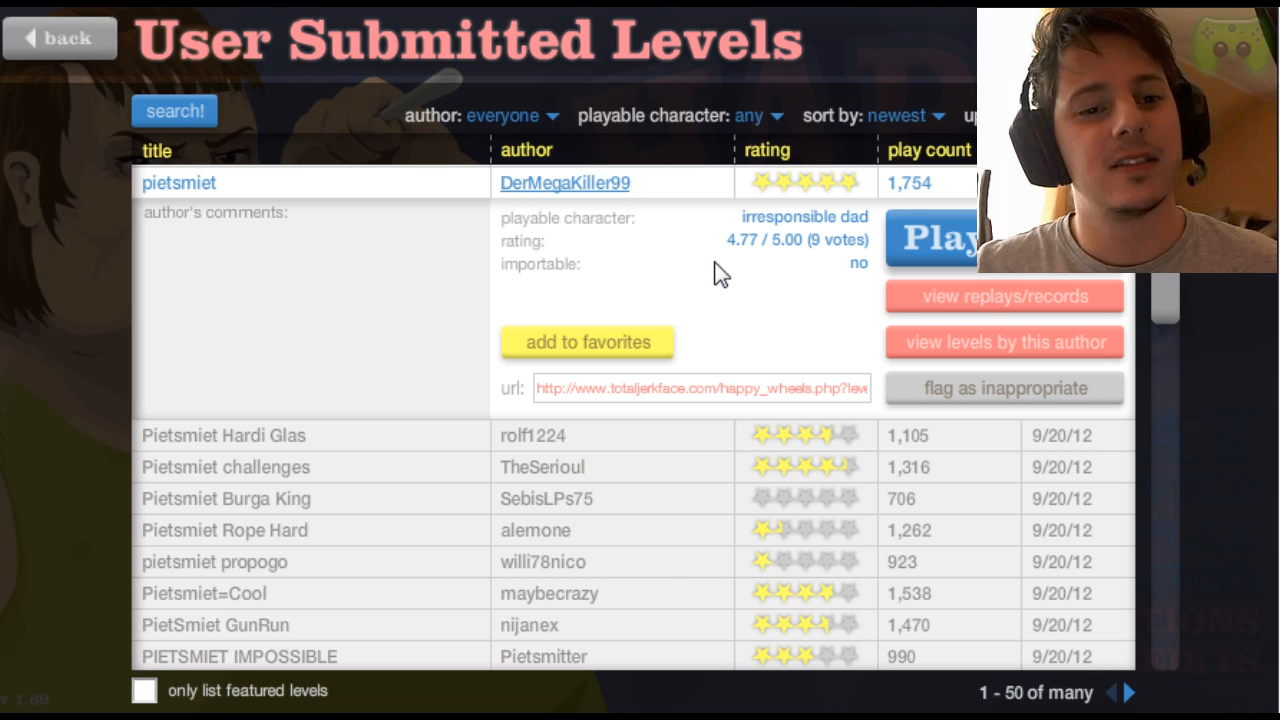 back
User Submitted Levels
search!
author: everyone playable character: any sort by: newest up
title author rating play count
pietsmiet DerMegaKiller99 1,754
author's comments:
playable character: irresponsible dad
rating: 4.77 / 5.00 (9 votes)
importable: no
Play
view replays/records
add to favorites
view levels by this author
url: http://www.totaljerkface.com/happy_wheels.php?leve
flag as inappropriate
Pietsmiet Hardi Glas rolf1224 1,105 9/20/12
Pietsmiet challenges TheSerioul 1,316 9/20/12
Pietsmiet Burga King SebisLPs75 706 9/20/12
Pietsmiet Rope Hard alemone 1,262 9/20/12
pietsmiet propogo willi78nico 923 9/20/12
Pietsmiet=Cool maybecrazy 1,538 9/20/12
PietSmiet GunRun nijanex 1,470 9/20/12
PIETSMIET IMPOSSIBLE Pietsmitter 990 9/20/12
only list featured levels
1 - 50 of many
v 1.69